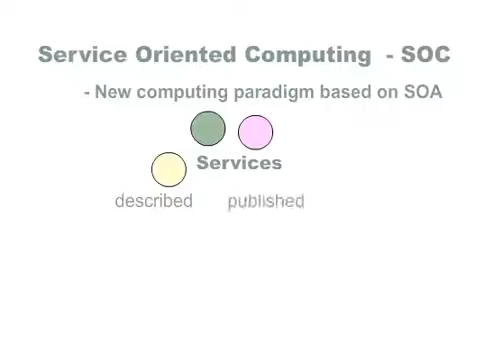 Service Oriented Computing - SOC
- New computing paradigm based on SOA
Services
described published